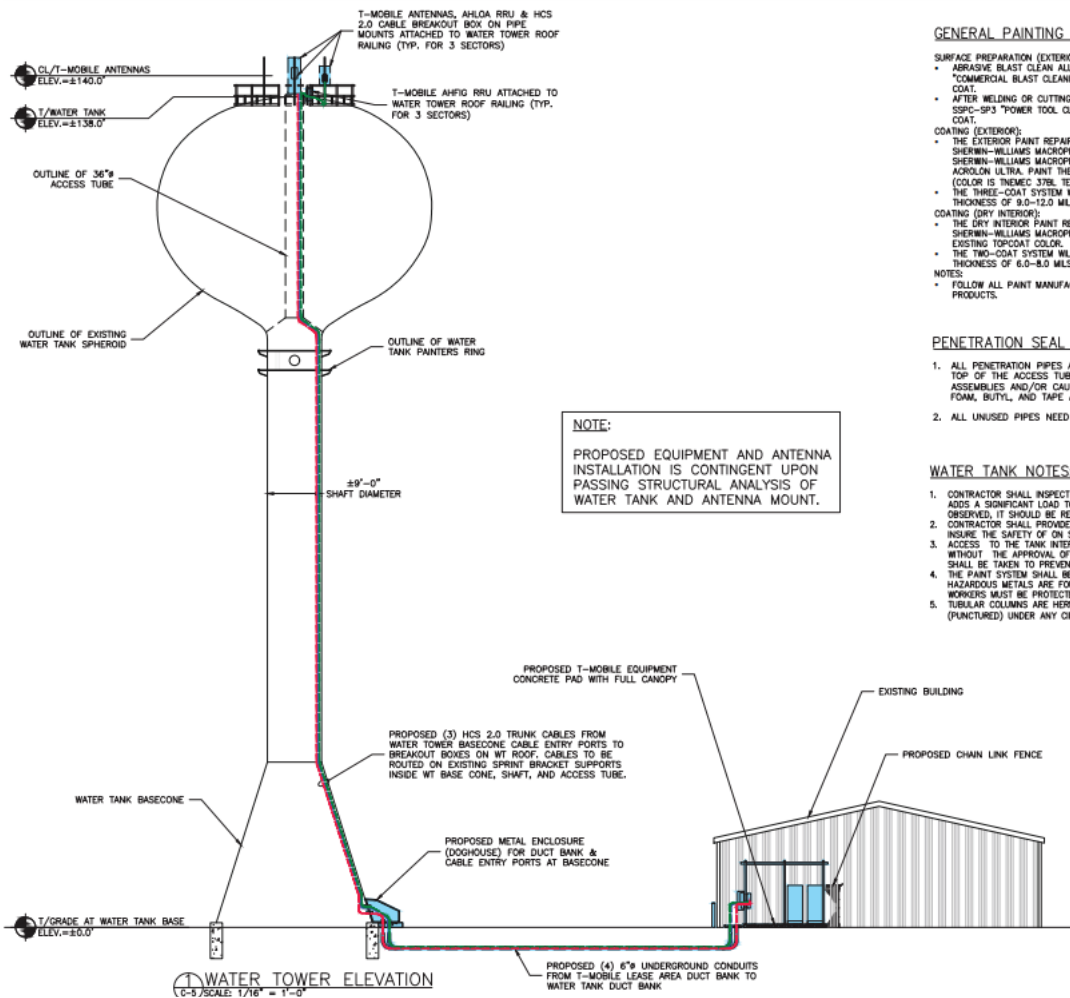 T-MOBILE ANTENNAS, AHLOA RRU & HCS
2.0 CABLE BREAKOUT BOX ON PIPE
MOUNTS ATTACHED TO WATER TOWER ROOF
RAILING (TYP. FOR 3 SECTORS)
CL/T-MOBILE ANTENNAS
ELEV.=±140.0'
T-MOBILE AHFIG RRU ATTACHED TO
WATER TOWER ROOF RAILING (TYP.
FOR 3 SECTORS)
T/WATER TANK
ELEV.=±138.0'
OUTLINE OF 36"ø
ACCESS TUBE
OUTLINE OF EXISTING
WATER TANK SPHEROID
OUTLINE OF WATER
TANK PAINTERS RING
±9'-0"
SHAFT DIAMETER
NOTE:
PROPOSED EQUIPMENT AND ANTENNA
INSTALLATION IS CONTINGENT UPON
PASSING STRUCTURAL ANALYSIS OF
WATER TANK AND ANTENNA MOUNT.
PROPOSED T-MOBILE EQUIPMENT
CONCRETE PAD WITH FULL CANOPY
EXISTING BUILDING
PROPOSED CHAIN LINK FENCE
PROPOSED (3) HCS 2.0 TRUNK CABLES FROM
WATER TOWER BASECONE CABLE ENTRY PORTS TO
BREAKOUT BOXES ON WT ROOF. CABLES TO BE
ROUTED ON EXISTING SPRINT BRACKET SUPPORTS
INSIDE WT BASE CONE, SHAFT, AND ACCESS TUBE.
WATER TANK BASECONE
PROPOSED METAL ENCLOSURE
(DOGHOUSE) FOR DUCT BANK &
CABLE ENTRY PORTS AT BASECONE
T/GRADE AT WATER TANK BASE
ELEV.=±0.0'
PROPOSED (4) 6"ø UNDERGROUND CONDUITS
FROM T-MOBILE LEASE AREA DUCT BANK TO
WATER TANK DUCT BANK
1 WATER TOWER ELEVATION
C-5 SCALE: 1/16" = 1'-0"
GENERAL PAINTING
SURFACE PREPARATION (EXTERIO
- ABRASIVE BLAST CLEAN ALL
"COMMERCIAL BLAST CLEANI
COAT.
- AFTER WELDING OR CUTTING
SSPC-SP3 "POWER TOOL CL
COAT.
COATING (EXTERIOR):
- THE EXTERIOR PAINT REPAIR
SHERWIN-WILLIAMS MACROP
SHERWIN-WILLIAMS MACROP
ACROLON ULTRA. PAINT THE
(COLOR IS TNEMEC 37BL TE
- THE THREE-COAT SYSTEM W
THICKNESS OF 9.0-12.0 MIL
COATING (DRY INTERIOR):
- THE DRY INTERIOR PAINT RE
SHERWIN-WILLIAMS MACROP
EXISTING TOPCOAT COLOR.
- THE TWO-COAT SYSTEM WIL
THICKNESS OF 6.0-8.0 MILS
NOTES:
- FOLLOW ALL PAINT MANUFA
PRODUCTS.
PENETRATION SEAL
1. ALL PENETRATION PIPES A
TOP OF THE ACCESS TUB
ASSEMBLIES AND/OR CAU
FOAM, BUTYL, AND TAPE
2. ALL UNUSED PIPES NEED
WATER TANK NOTES
1. CONTRACTOR SHALL INSPECT
ADDS A SIGNIFICANT LOAD TO
OBSERVED, IT SHOULD BE RE
2. CONTRACTOR SHALL PROVIDE
INSURE THE SAFETY OF ON S
3. ACCESS TO THE TANK INTER
WITHOUT THE APPROVAL OF
SHALL BE TAKEN TO PREVEN
4. THE PAINT SYSTEM SHALL BE
HAZARDOUS METALS ARE FO
WORKERS MUST BE PROTECTE
5. TUBULAR COLUMNS ARE HER
(PUNCTURED) UNDER ANY CI